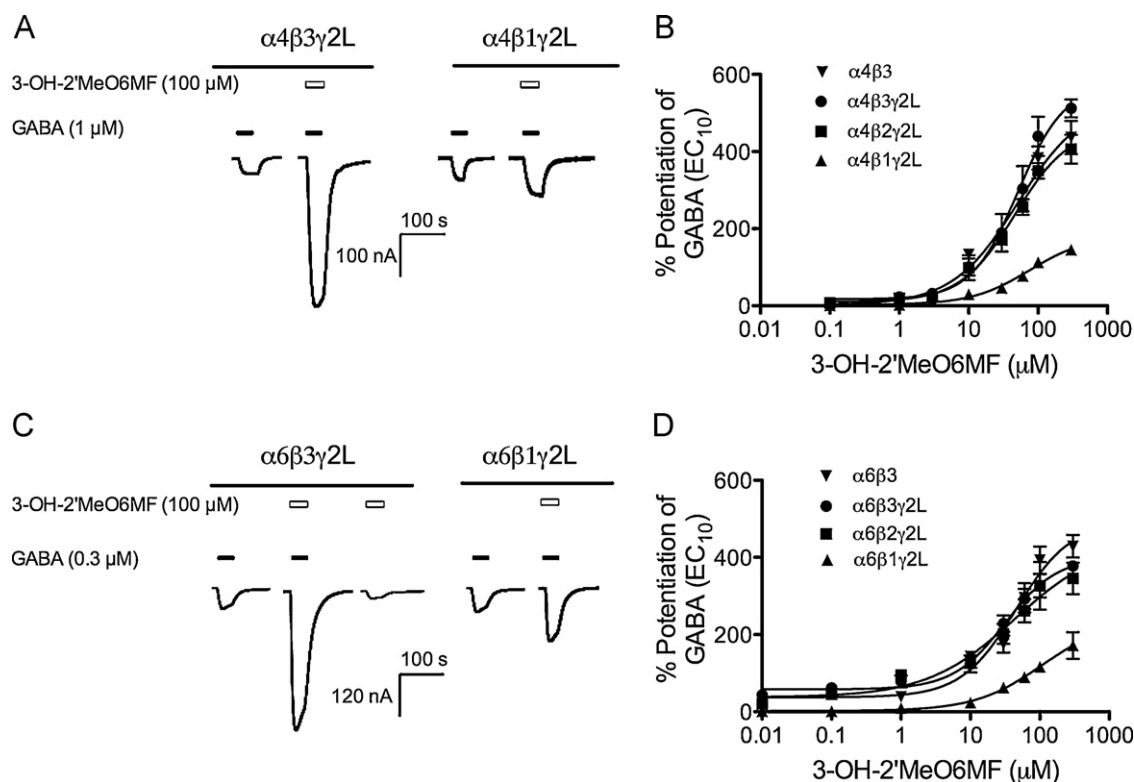 A
α4β3γ2L
α4β1γ2L
3-OH-2'MeO6MF (100 μM)
GABA (1 μM)
100 s
100 nA
B
% Potentiation of
GABA (EC10)
600
400
200
0
0.01 0.1 1 10 100 1000
3-OH-2'MeO6MF (μM)
α4β3
α4β3γ2L
α4β2γ2L
α4β1γ2L
C
α6β3γ2L
α6β1γ2L
3-OH-2'MeO6MF (100 μM)
GABA (0.3 μM)
100 s
120 nA
D
% Potentiation of
GABA (EC10)
600
400
200
0
0.01 0.1 1 10 100 1000
3-OH-2'MeO6MF (μM)
α6β3
α6β3γ2L
α6β2γ2L
α6β1γ2L